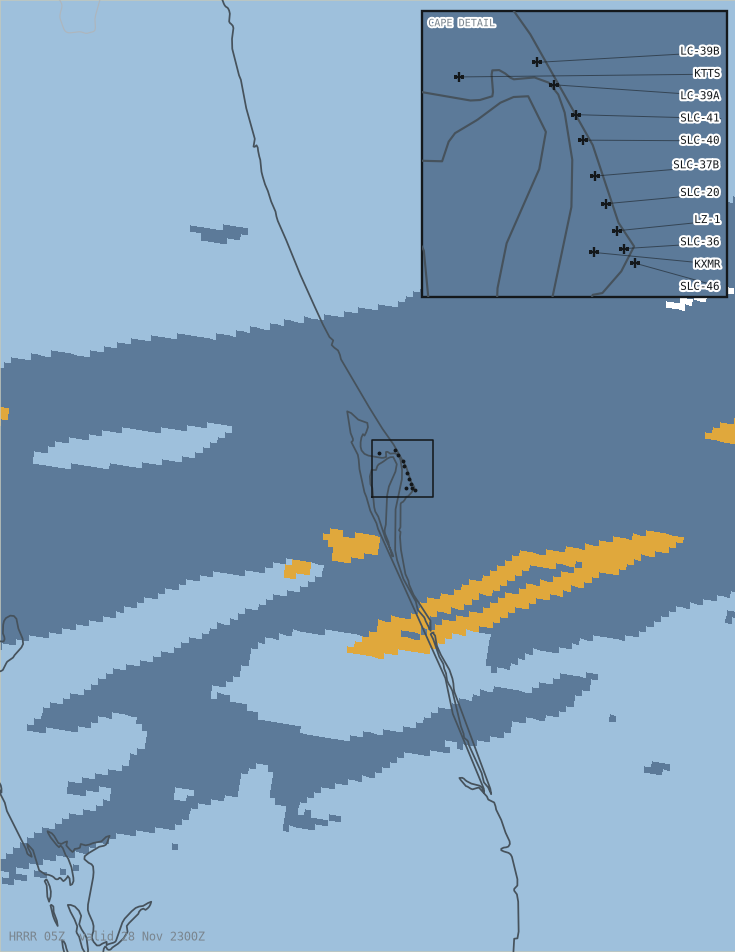 CAPE DETAIL
LC-39B
KTTS
LC-39A
SLC-41
SLC-40
SLC-37B
SLC-20
LZ-1
SLC-36
KXMR
SLC-46
HRRR 05Z valid 28 Nov 2300Z